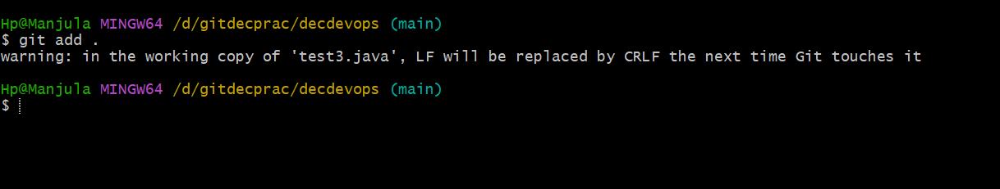 Hp@Manjula MINGW64 /d/gitdecprac/decdevops (main)
$ git add .
warning: in the working copy of 'test3.java', LF will be replaced by CRLF the next time Git touches it
Hp@Manjula MINGW64 /d/gitdecprac/decdevops (main)
$